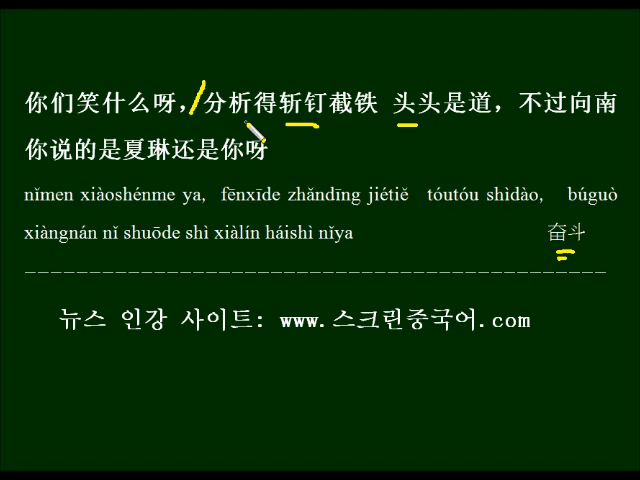 你们笑什么呀，分析得斩钉截铁 头头是道，不过向南
你说的是夏琳还是你呀
nǐmen xiàoshénme ya, fēnxīde zhǎndīng jiétiě tóutóu shìdào, búguò
xiàngnán nǐ shuōde shì xiàlín háishì nǐya
奋斗
뉴스 인강 사이트: www.스크린중국어.com